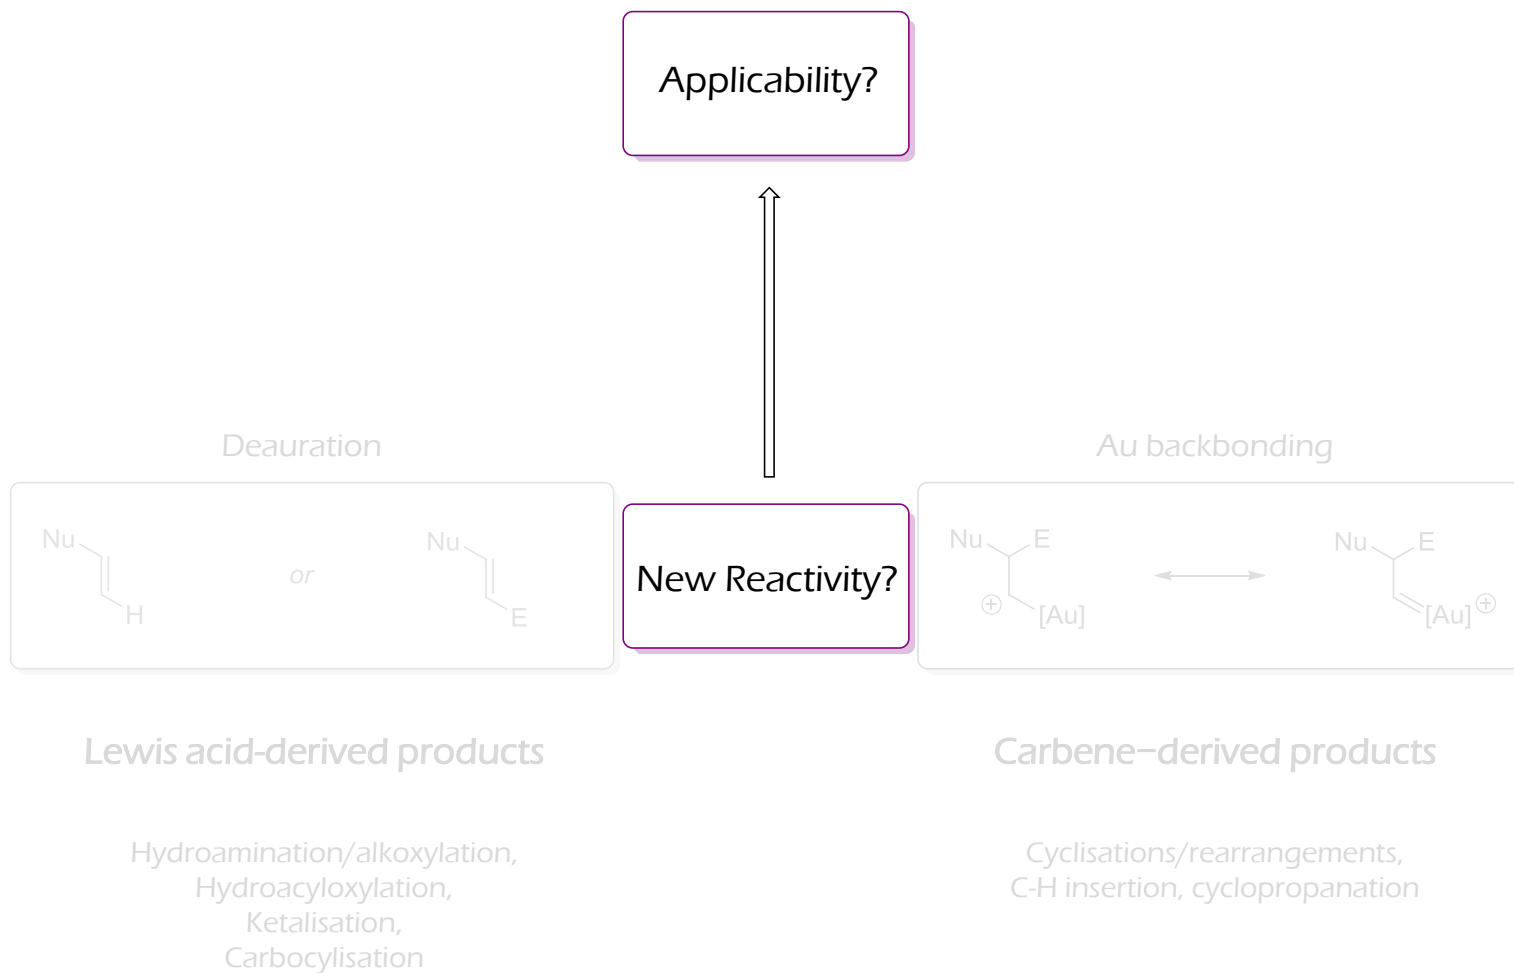 Applicability?
Deauration
Au backbonding
Nu
H
or
Nu
E
New Reactivity?
Nu
E
⊕
[Au]
Nu
E
[Au]⊕
Lewis acid-derived products
Carbene–derived products
Hydroamination/alkoxylation,
Hydroacyloxylation,
Ketalisation,
Carbocylisation
Cyclisations/rearrangements,
C-H insertion, cyclopropanation